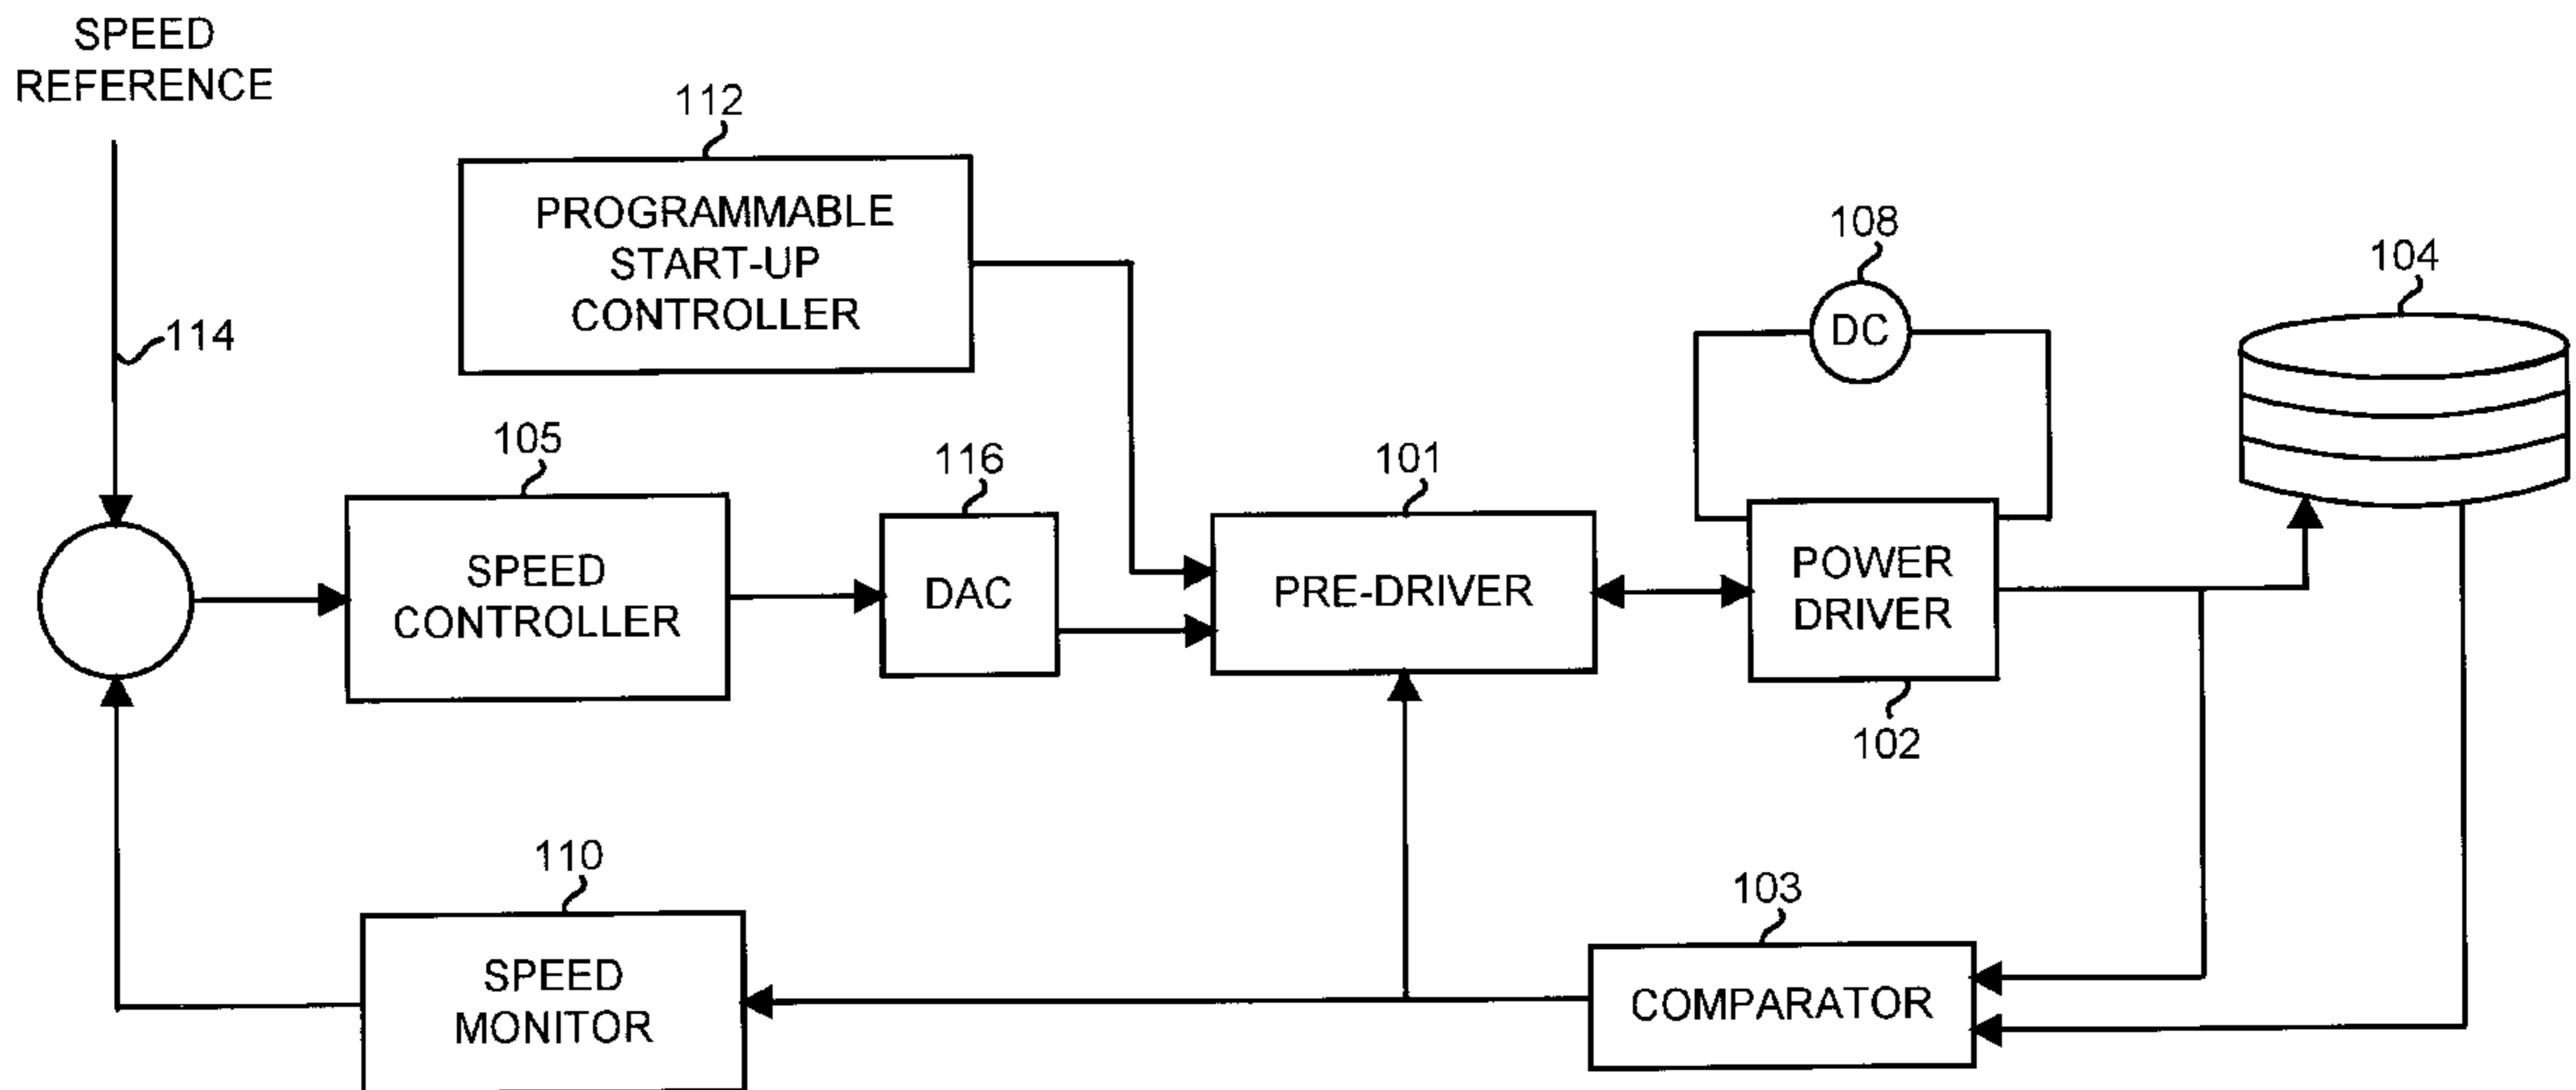 SPEED
REFERENCE
112
PROGRAMMABLE
START-UP
CONTROLLER
108
DC
104
114
105
SPEED
CONTROLLER
116
DAC
101
PRE-DRIVER
POWER
DRIVER
102
110
SPEED
MONITOR
103
COMPARATOR